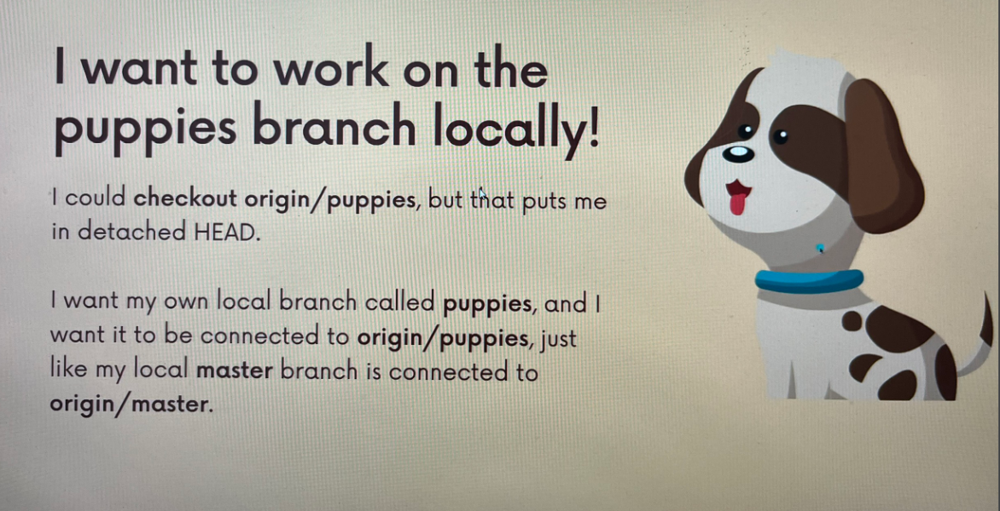 I want to work on the
puppies branch locally!
I could checkout origin/puppies, but that puts me
in detached HEAD.
I want my own local branch called puppies, and I
want it to be connected to origin/puppies, just
like my local master branch is connected to
origin/master.